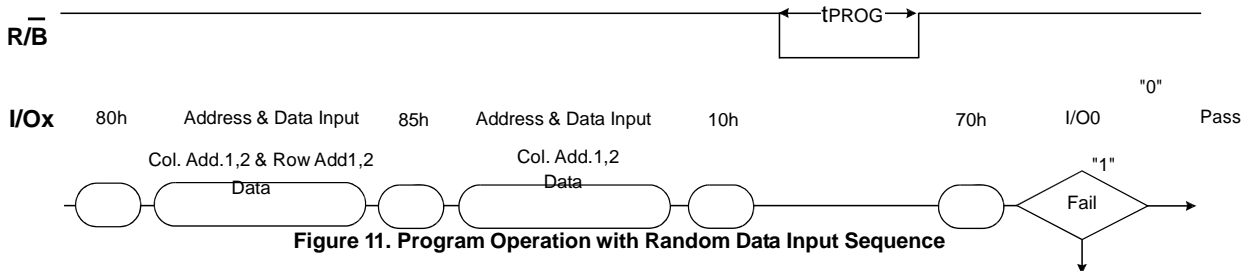 tPROG
R/B
"0"
I/Ox 80h Address & Data Input 85h Address & Data Input 10h 70h I/O0 Pass
Col. Add.1,2 & Row Add1,2 Col. Add.1,2 "1"
Data Data
Fail
Figure 11. Program Operation with Random Data Input Sequence